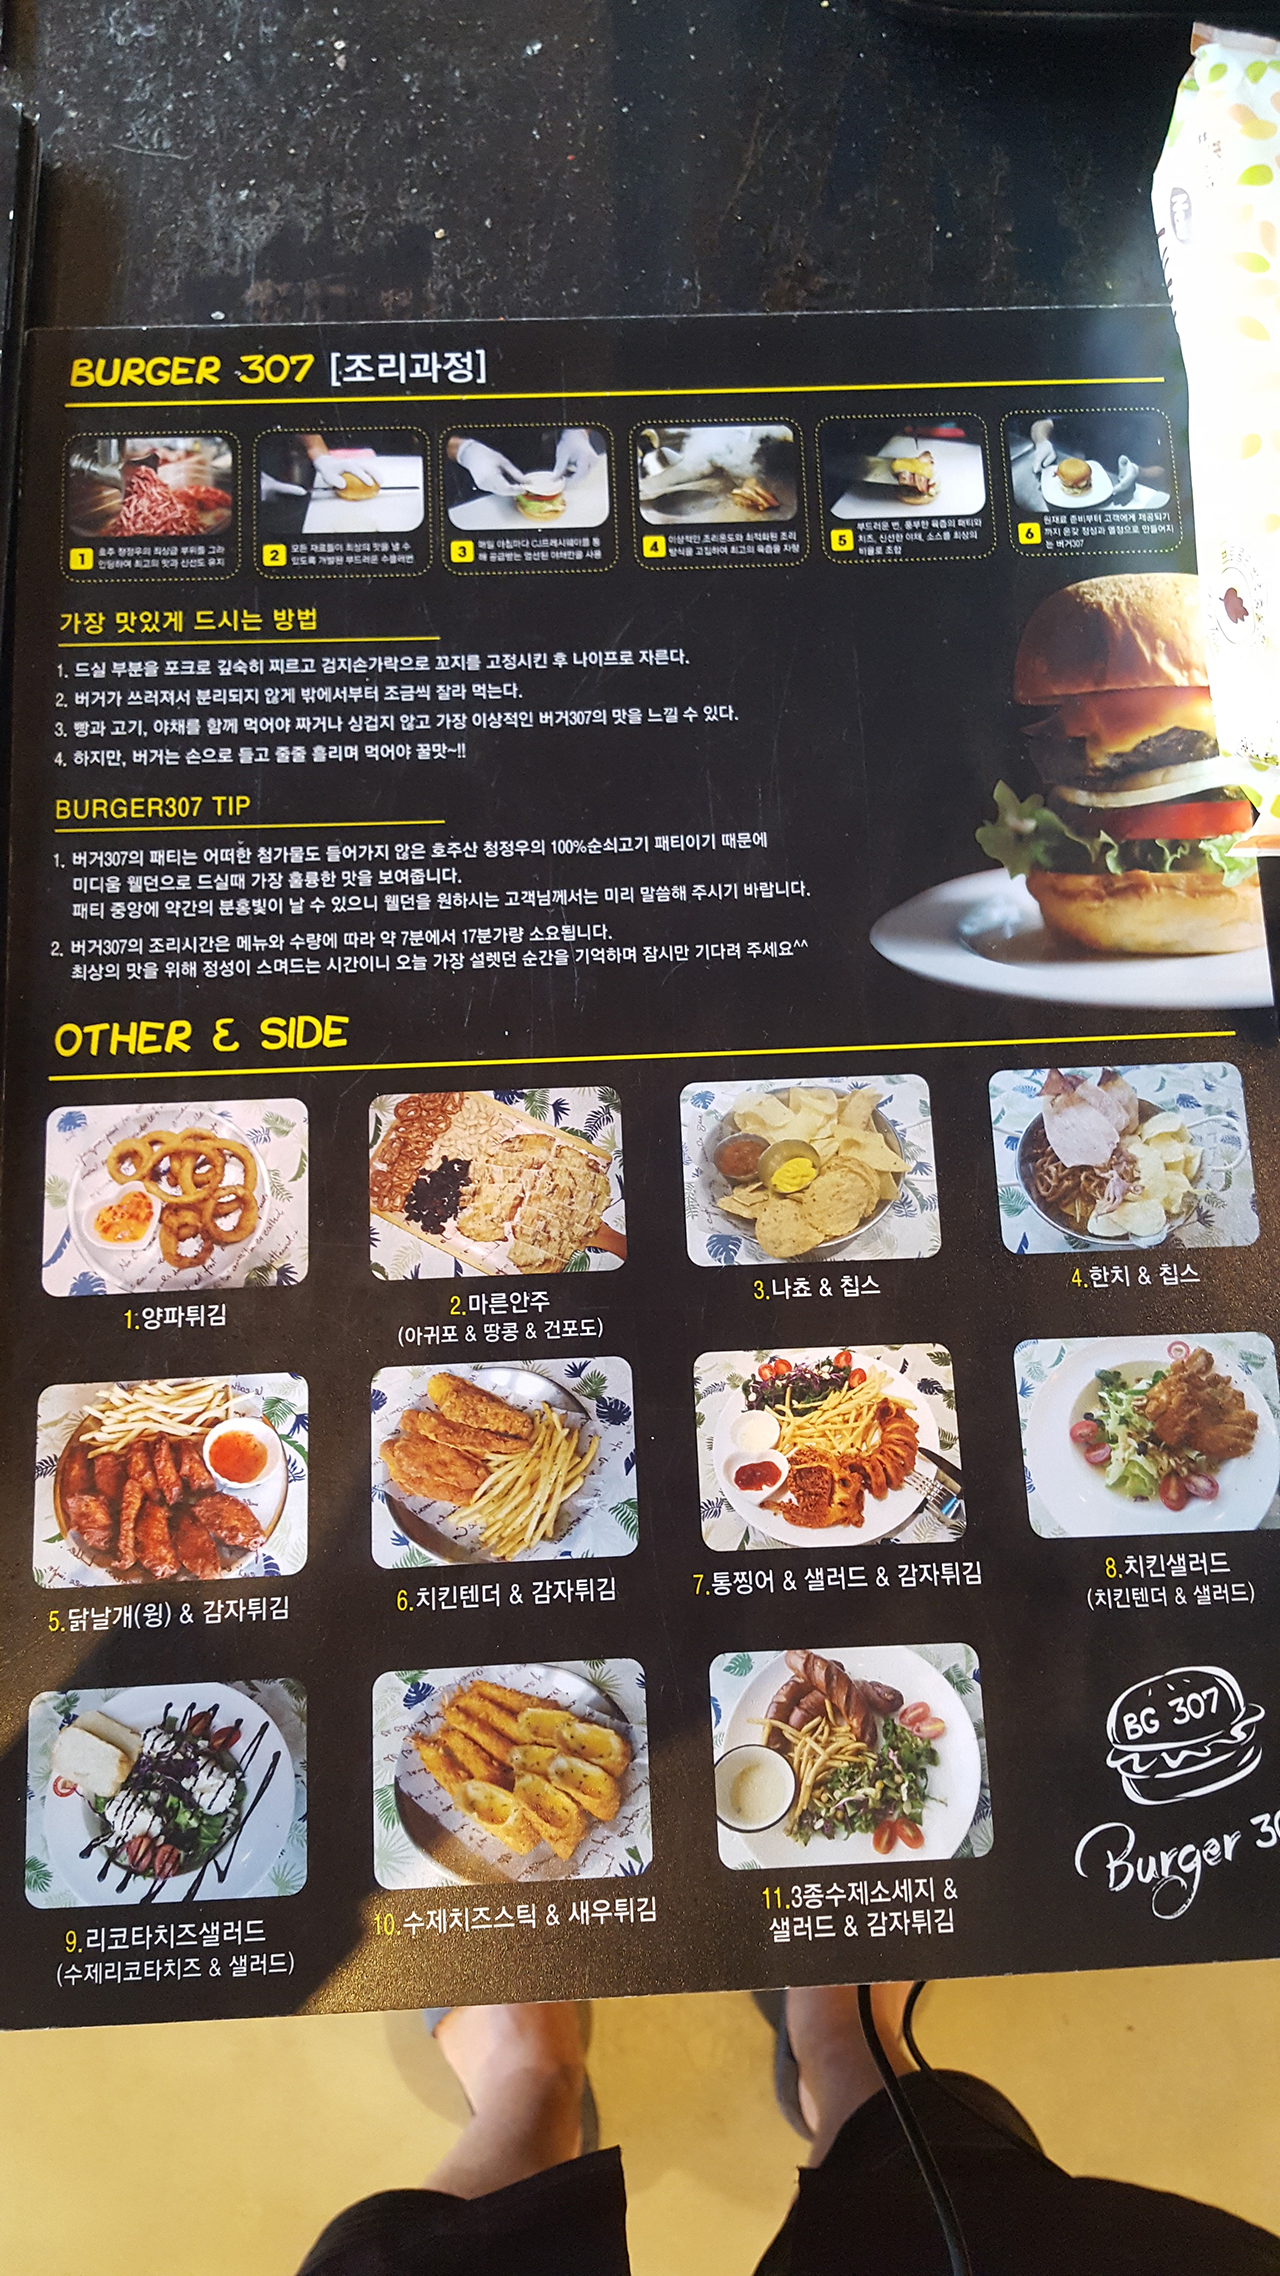 BURGER 307 [조리과정]
1 호주 청정우의 최상급 부위를 그라
인딩하여 최고의 맛과 신선도 유지
2 모든 재료들이 최상의 맛을 낼 수
있도록 개발된 부드러운 수플러번
3 매일 아침마다 CJ프레시웨이를 통
해 공급받는 엄선된 야채만을 사용
4 이상적인 조리온도와 최적화된 조리
방식을 고집하여 최고의 육즙을 자랑
5 부드러운 번, 풍부한 육즙의 패티와
치즈, 신선한 야채, 소스를 최상의
비율로 조합
6 원재료 준비부터 고객에게 제공되기
까지 온갖 정성과 열정으로 만들어지
는 버거307
가장 맛있게 드시는 방법
1. 드실 부분을 포크로 깊숙히 찌르고 검지손가락으로 꼬지를 고정시킨 후 나이프로 자른다.
2. 버거가 쓰러져서 분리되지 않게 밖에서부터 조금씩 잘라 먹는다.
3. 빵과 고기, 야채를 함께 먹어야 짜거나 싱겁지 않고 가장 이상적인 버거307의 맛을 느낄 수 있다.
4. 하지만, 버거는 손으로 들고 줄줄 흘리며 먹어야 꿀맛~!!
BURGER307 TIP
1. 버거307의 패티는 어떠한 첨가물도 들어가지 않은 호주산 청정우의 100%순쇠고기 패티이기 때문에
미디움 웰던으로 드실때 가장 훌륭한 맛을 보여줍니다.
패티 중앙에 약간의 분홍빛이 날 수 있으니 웰던을 원하시는 고객님께서는 미리 말씀해 주시기 바랍니다.
2. 버거307의 조리시간은 메뉴와 수량에 따라 약 7분에서 17분가량 소요됩니다.
최상의 맛을 위해 정성이 스며드는 시간이니 오늘 가장 설렛던 순간을 기억하며 잠시만 기다려 주세요^^
OTHER & SIDE
1.양파튀김
2.마른안주
(아귀포 & 땅콩 & 건포도)
3.나쵸 & 칩스
4.한치 & 칩스
5.닭날개(윙) & 감자튀김
6.치킨텐더 & 감자튀김
7.통찡어 & 샐러드 & 감자튀김
8.치킨샐러드
(치킨텐더 & 샐러드)
9.리코타치즈샐러드
(수제리코타치즈 & 샐러드)
10.수제치즈스틱 & 새우튀김
11.3종수제소세지 &
샐러드 & 감자튀김
BG 307
Burger 30